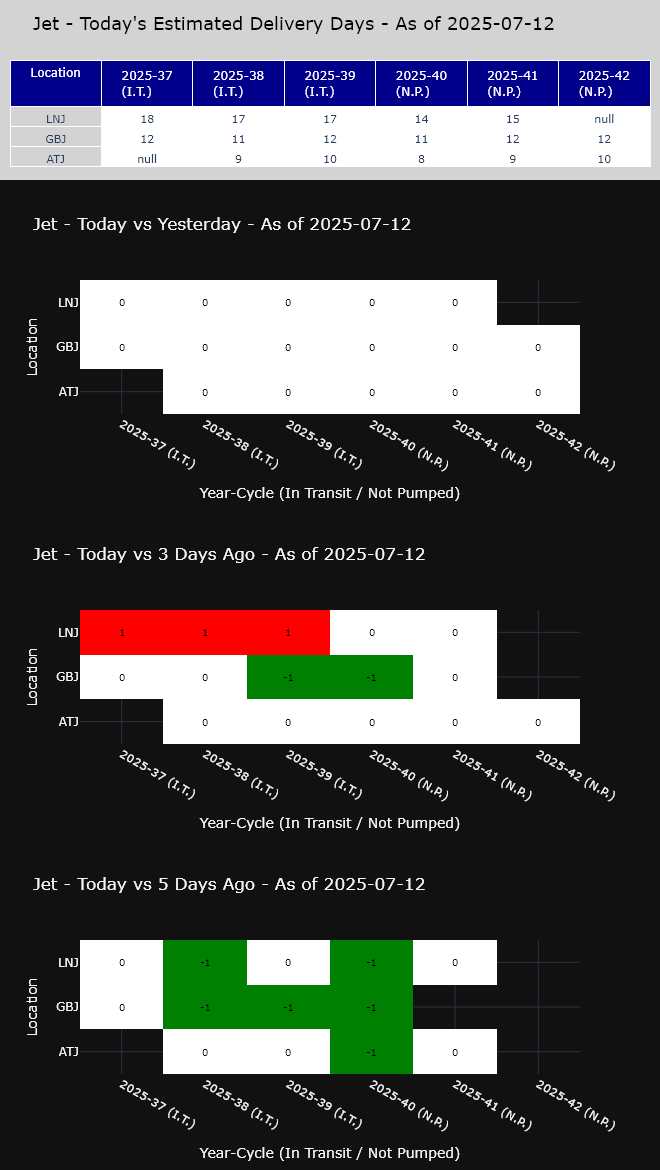 Jet - Today's Estimated Delivery Days - As of 2025-07-12
Location 2025-37 (I.T.) 2025-38 (I.T.) 2025-39 (I.T.) 2025-40 (N.P.) 2025-41 (N.P.) 2025-42 (N.P.)
LNJ 18 17 17 14 15 null
GBJ 12 11 12 11 12 12
ATJ null 9 10 8 9 10
Jet - Today vs Yesterday - As of 2025-07-12
Location
LNJ 0 0 0 0 0
GBJ 0 0 0 0 0 0
ATJ 0 0 0 0 0
2025-37 (I.T.) 2025-38 (I.T.) 2025-39 (I.T.) 2025-40 (N.P.) 2025-41 (N.P.) 2025-42 (N.P.)
Year-Cycle (In Transit / Not Pumped)
Jet - Today vs 3 Days Ago - As of 2025-07-12
Location
LNJ 1 1 1 0 0
GBJ 0 0 -1 -1 0
ATJ 0 0 0 0 0
2025-37 (I.T.) 2025-38 (I.T.) 2025-39 (I.T.) 2025-40 (N.P.) 2025-41 (N.P.) 2025-42 (N.P.)
Year-Cycle (In Transit / Not Pumped)
Jet - Today vs 5 Days Ago - As of 2025-07-12
Location
LNJ 0 -1 0 -1 0
GBJ 0 -1 -1 -1
ATJ 0 0 -1 0
2025-37 (I.T.) 2025-38 (I.T.) 2025-39 (I.T.) 2025-40 (N.P.) 2025-41 (N.P.) 2025-42 (N.P.)
Year-Cycle (In Transit / Not Pumped)